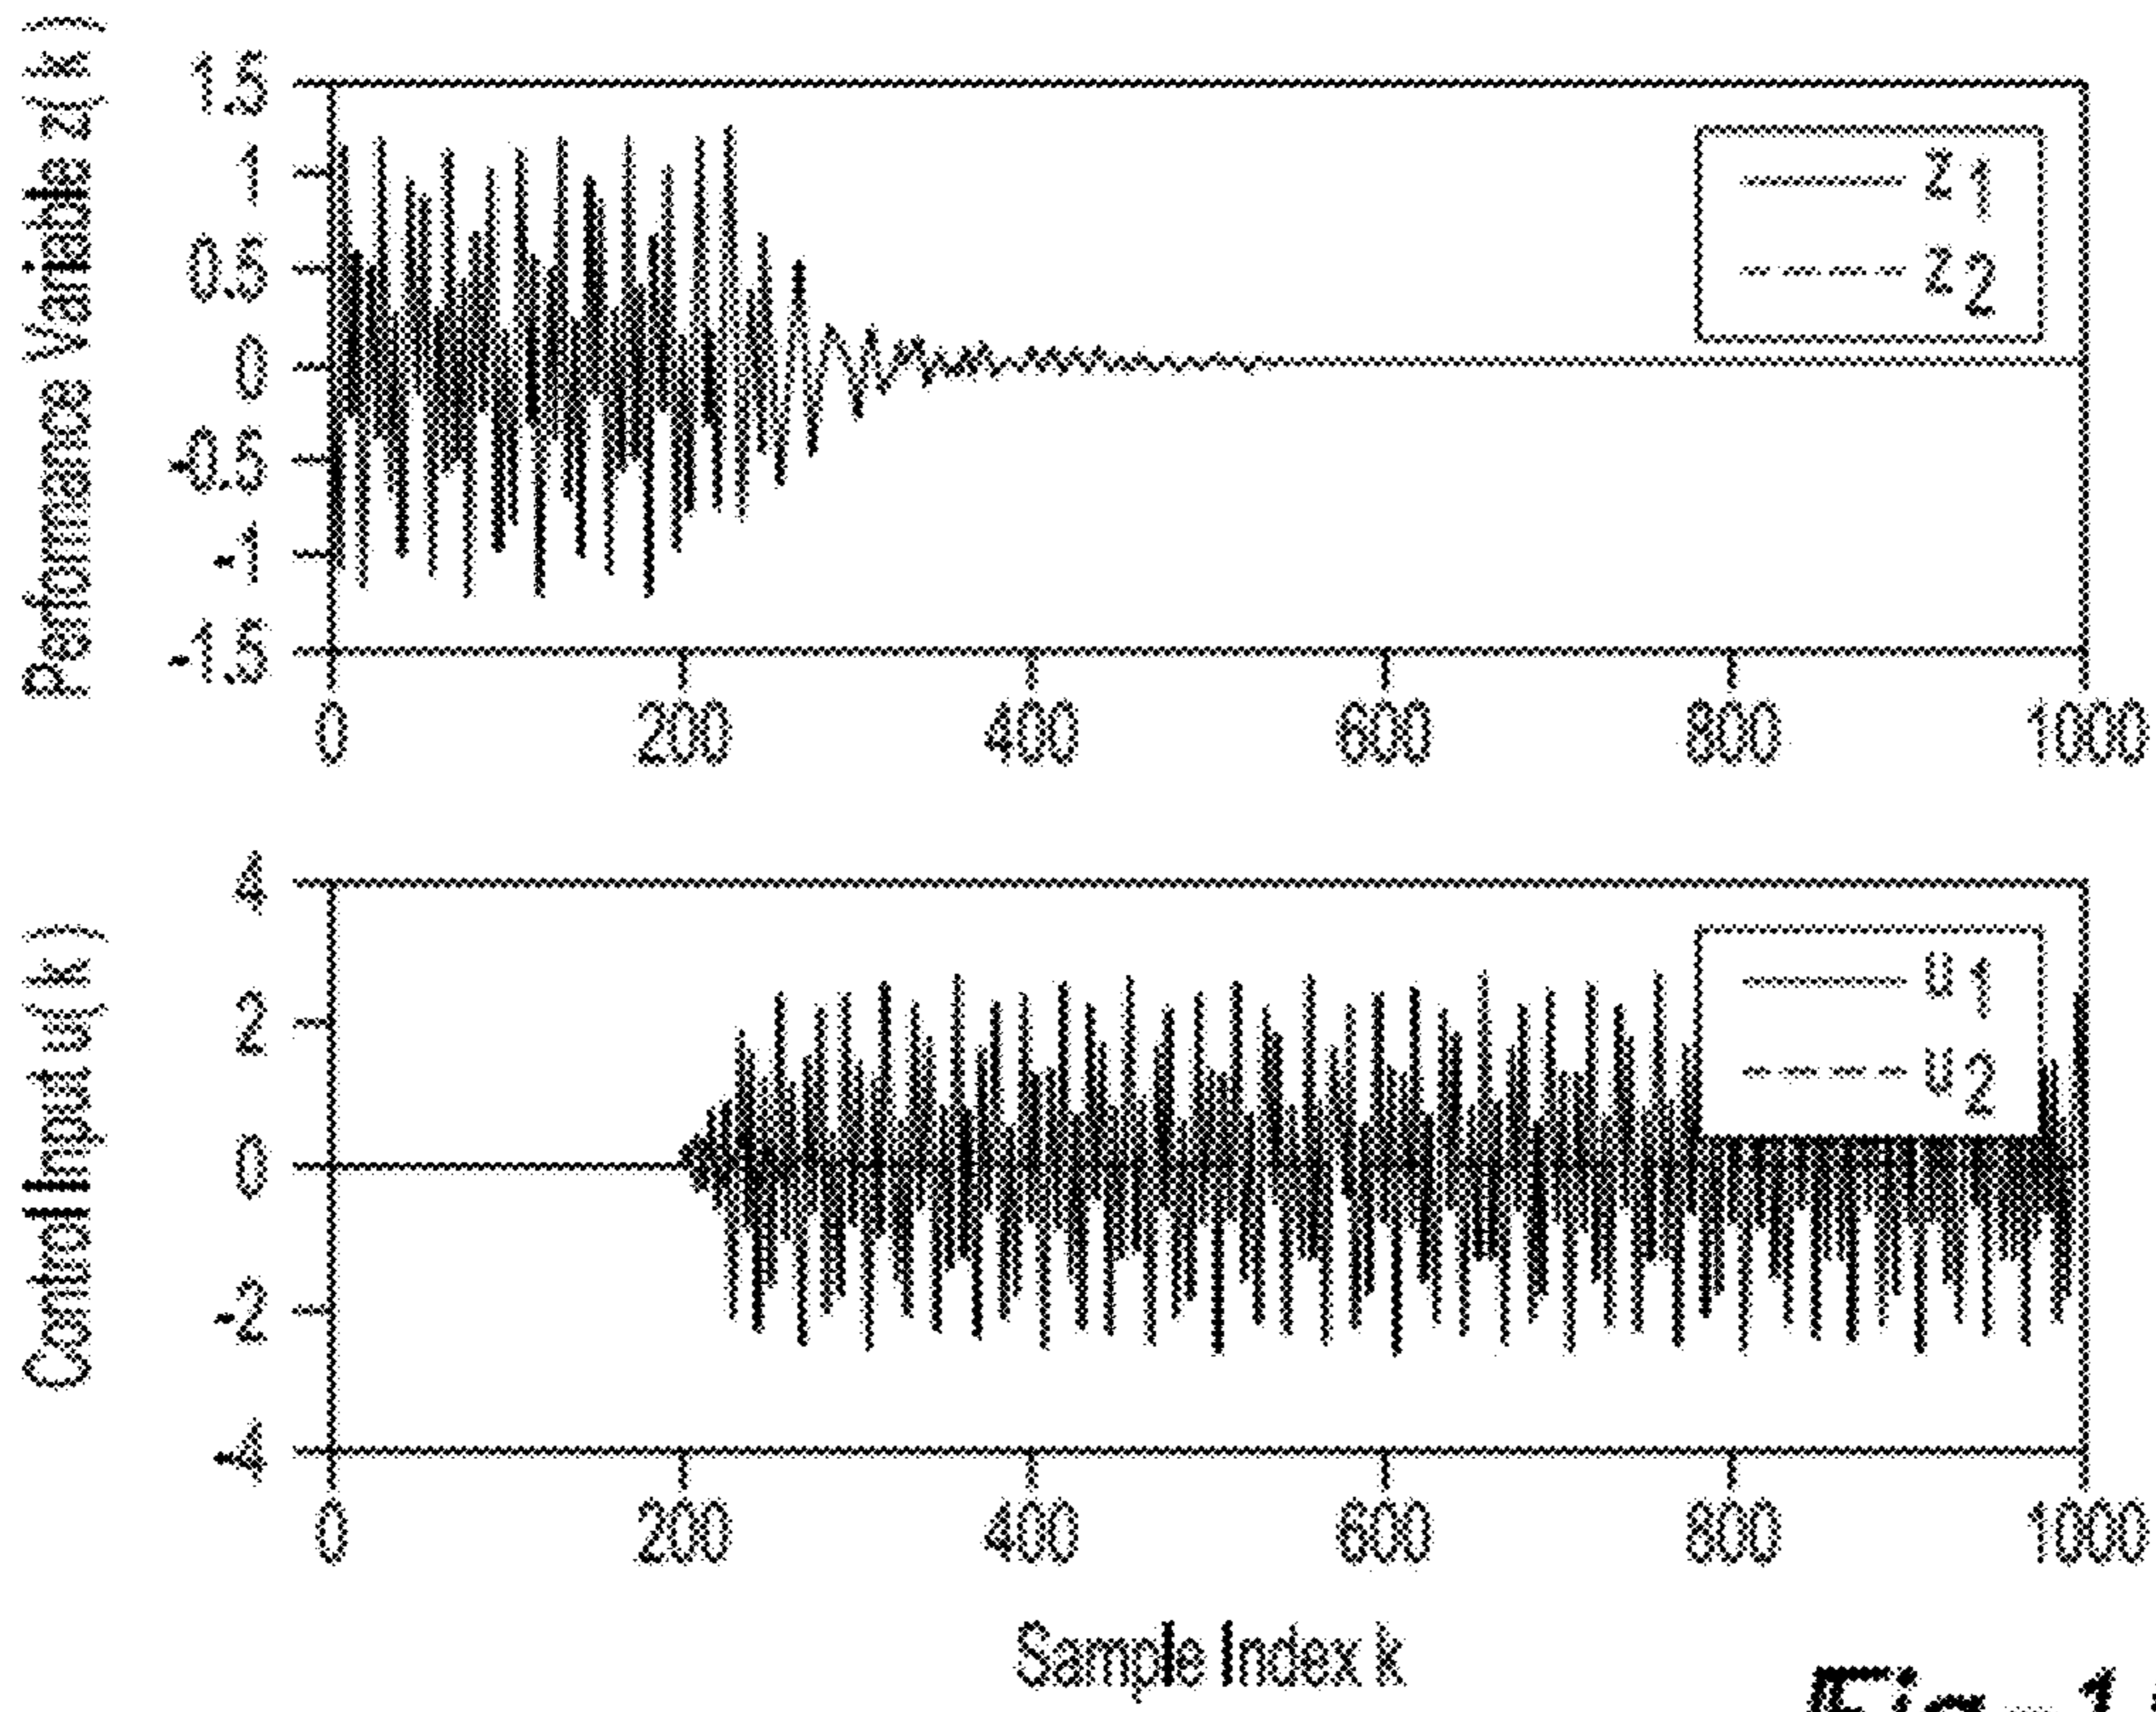 Performance Variable z( k )
1.5
1
0.5
0
-0.5
-1
-1.5
z 1
z 2
0 200 400 600 800 1000
Control Input u( k )
4
2
0
-2
-4
u 1
u 2
0 200 400 600 800 1000
Sample Index k